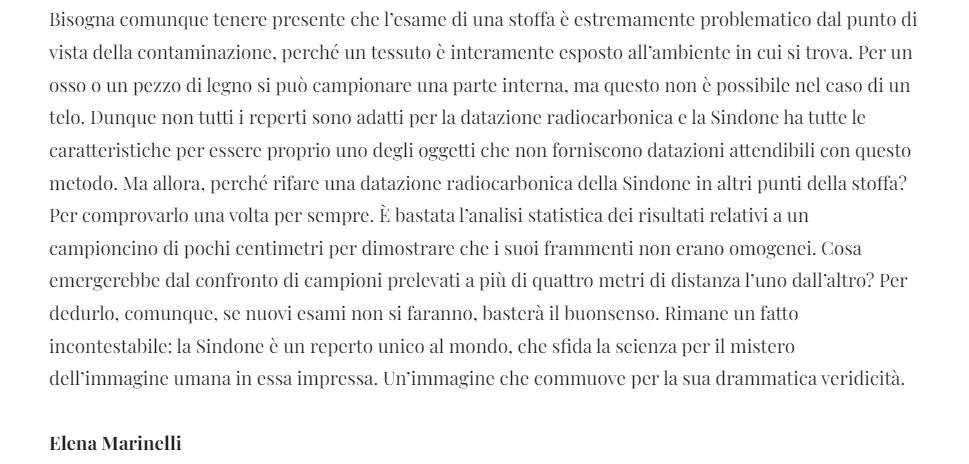 Bisogna comunque tenere presente che l’esame di una stoffa è estremamente problematico dal punto di
vista della contaminazione, perché un tessuto è interamente esposto all’ambiente in cui si trova. Per un
osso o un pezzo di legno si può campionare una parte interna, ma questo non è possibile nel caso di un
telo. Dunque non tutti i reperti sono adatti per la datazione radiocarbonica e la Sindone ha tutte le
caratteristiche per essere proprio uno degli oggetti che non forniscono datazioni attendibili con questo
metodo. Ma allora, perché rifare una datazione radiocarbonica della Sindone in altri punti della stoffa?
Per comprovarlo una volta per sempre. È bastata l’analisi statistica dei risultati relativi a un
campioncino di pochi centimetri per dimostrare che i suoi frammenti non erano omogenei. Cosa
emergerebbe dal confronto di campioni prelevati a più di quattro metri di distanza l’uno dall’altro? Per
dedurlo, comunque, se nuovi esami non si faranno, basterà il buonsenso. Rimane un fatto
incontestabile: la Sindone è un reperto unico al mondo, che sfida la scienza per il mistero
dell’immagine umana in essa impressa. Un’immagine che commuove per la sua drammatica veridicità.
Elena Marinelli